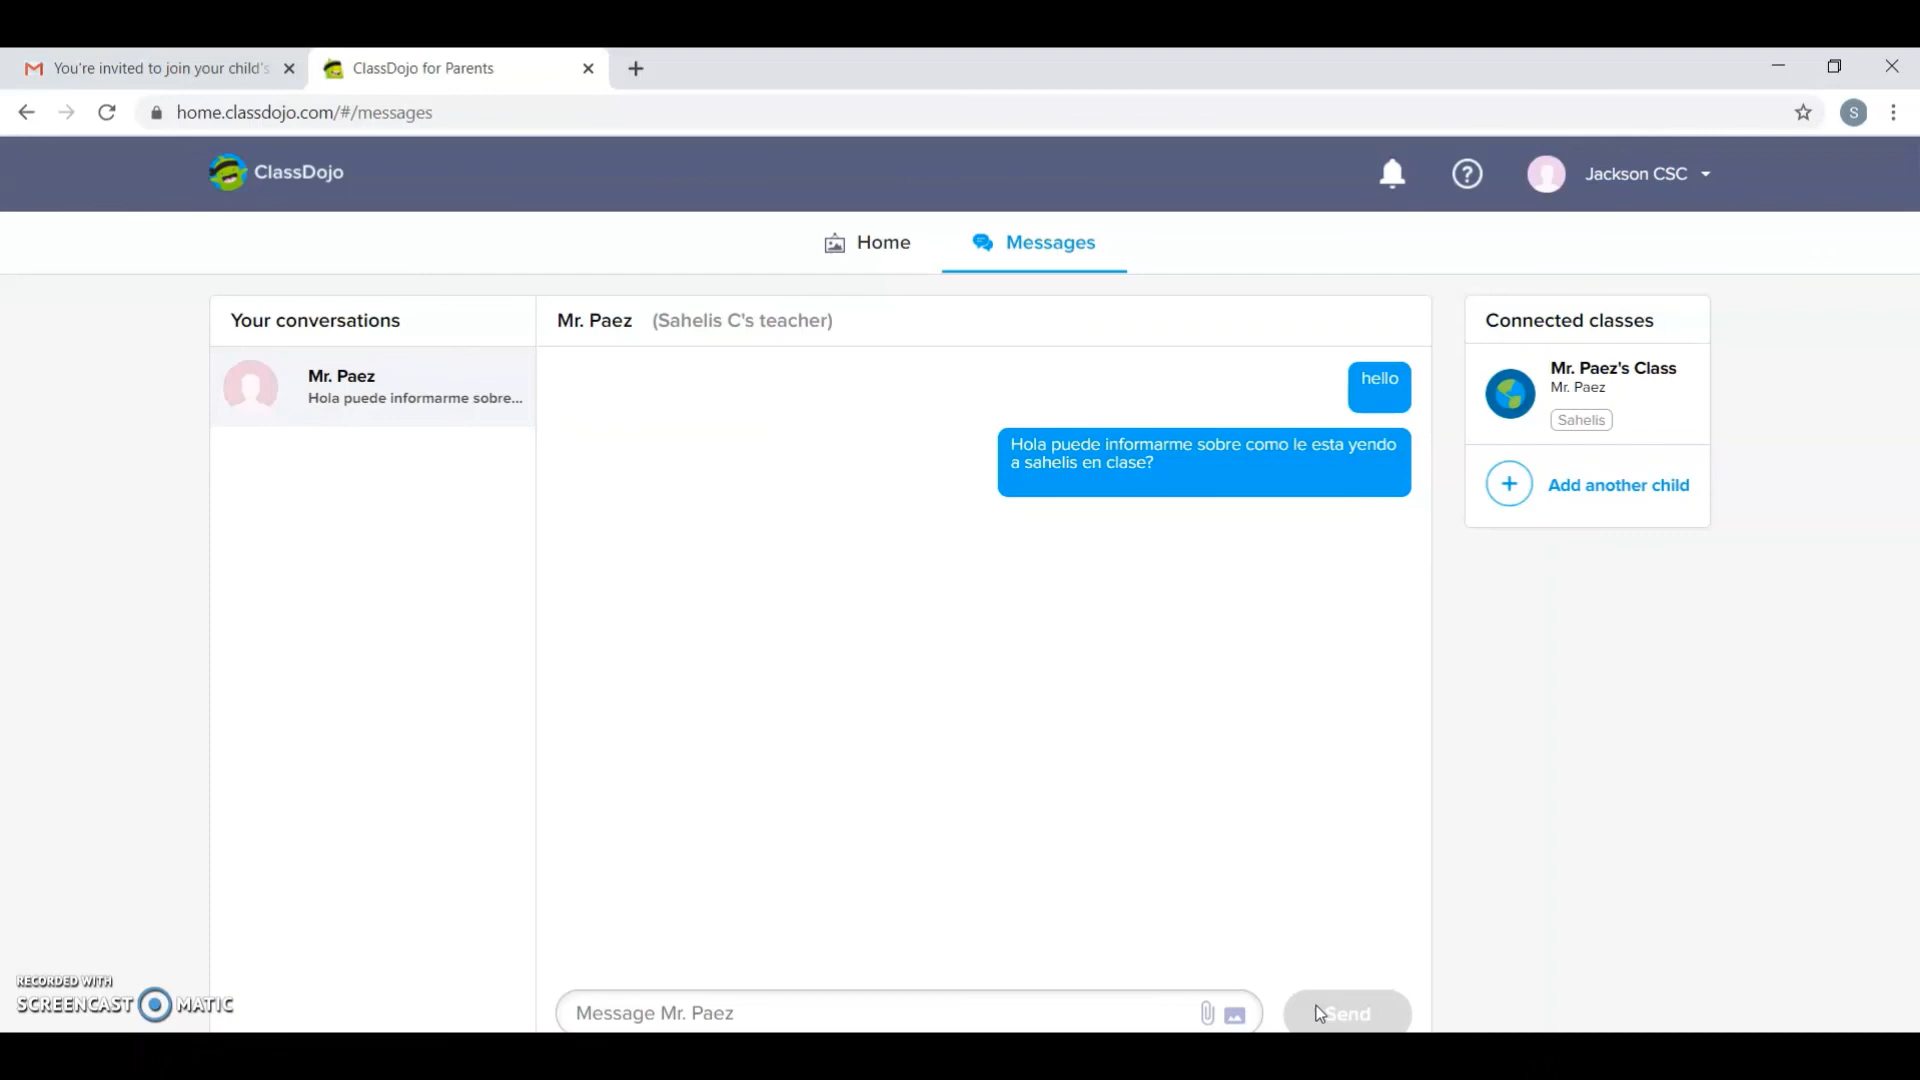 You're invited to join your child's
ClassDojo for Parents
home.classdojo.com/#/messages
S
ClassDojo
?
Jackson CSC
Home
Messages
Your conversations
Mr. Paez (Sahelis C's teacher)
Connected classes
Mr. Paez
Hola puede informarme sobre...
hello
Hola puede informarme sobre como le esta yendo
a sahelis en clase?
Mr. Paez's Class
Mr. Paez
Sahelis
Add another child
Message Mr. Paez
Send
RECORDED WITH
SCREENCAST MATIC